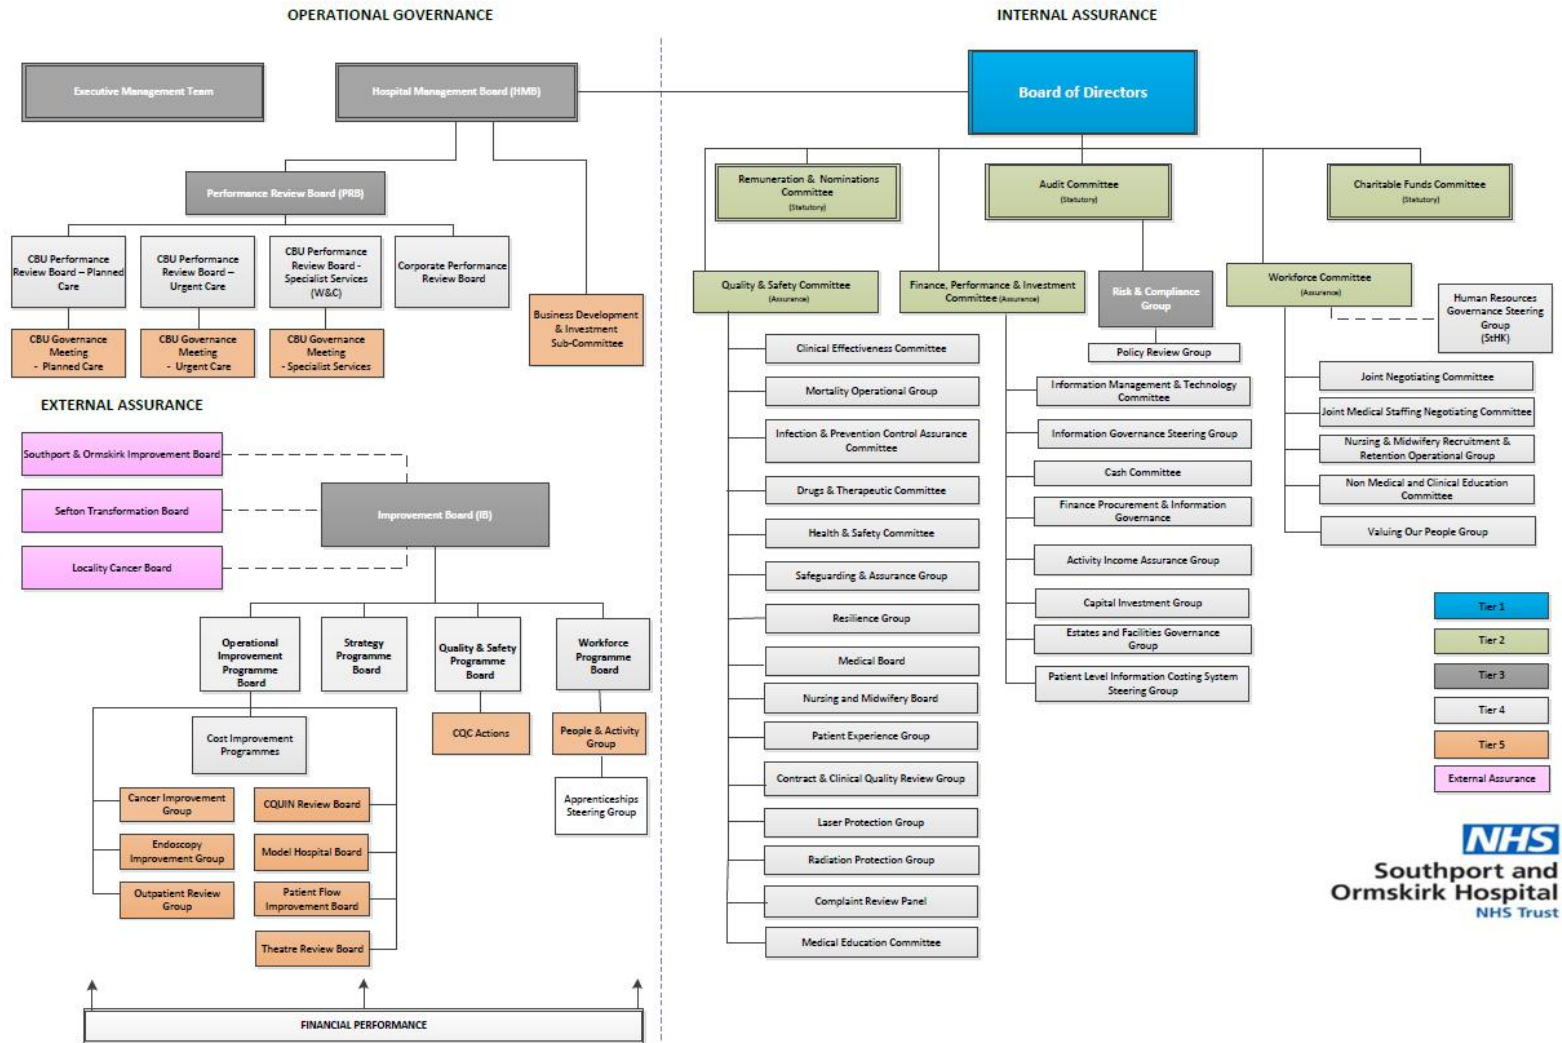 OPERATIONAL GOVERNANCE
INTERNAL ASSURANCE
Executive Management Team
Hospital Management Board (HMB)
Board of Directors
Performance Review Board (PRB)
CBU Performance
Review Board – Planned
Care
CBU Performance
Review Board –
Urgent Care
CBU Performance
Review Board -
Specialist Services
(W&C)
Corporate Performance
Review Board
CBU Governance
Meeting
- Planned Care
CBU Governance
Meeting
- Urgent Care
CBU Governance
Meeting
- Specialist Services
Business Development
& Investment
Sub-Committee
Remuneration & Nominations
Committee
(Statutory)
Audit Committee
(Statutory)
Charitable Funds Committee
(Statutory)
Quality & Safety Committee
(Assurance)
Finance, Performance & Investment
Committee (Assurance)
Risk & Compliance
Group
Policy Review Group
Workforce Committee
(Assurance)
Human Resources
Governance Steering
Group
(StHK)
Clinical Effectiveness Committee
Mortality Operational Group
Infection & Prevention Control Assurance
Committee
Drugs & Therapeutic Committee
Health & Safety Committee
Safeguarding & Assurance Group
Resilience Group
Medical Board
Nursing and Midwifery Board
Patient Experience Group
Contract & Clinical Quality Review Group
Laser Protection Group
Radiation Protection Group
Complaint Review Panel
Medical Education Committee
Information Management & Technology
Committee
Information Governance Steering Group
Cash Committee
Finance Procurement & Information
Governance
Activity Income Assurance Group
Capital Investment Group
Estates and Facilities Governance
Group
Patient Level Information Costing System
Steering Group
Joint Negotiating Committee
Joint Medical Staffing Negotiating Committee
Nursing & Midwifery Recruitment &
Retention Operational Group
Non Medical and Clinical Education
Committee
Valuing Our People Group
EXTERNAL ASSURANCE
Southport & Ormskirk Improvement Board
Sefton Transformation Board
Locality Cancer Board
Improvement Board (IB)
Operational
Improvement
Programme
Board
Strategy
Programme
Board
Quality & Safety
Programme
Board
Workforce
Programme
Board
Cost Improvement
Programmes
CQC Actions
People & Activity
Group
Apprenticeships
Steering Group
Cancer Improvement
Group
Endoscopy
Improvement Group
Outpatient Review
Group
CQUIN Review Board
Model Hospital Board
Patient Flow
Improvement Board
Theatre Review Board
FINANCIAL PERFORMANCE
Tier 1
Tier 2
Tier 3
Tier 4
Tier 5
External Assurance
NHS
Southport and
Ormskirk Hospital
NHS Trust